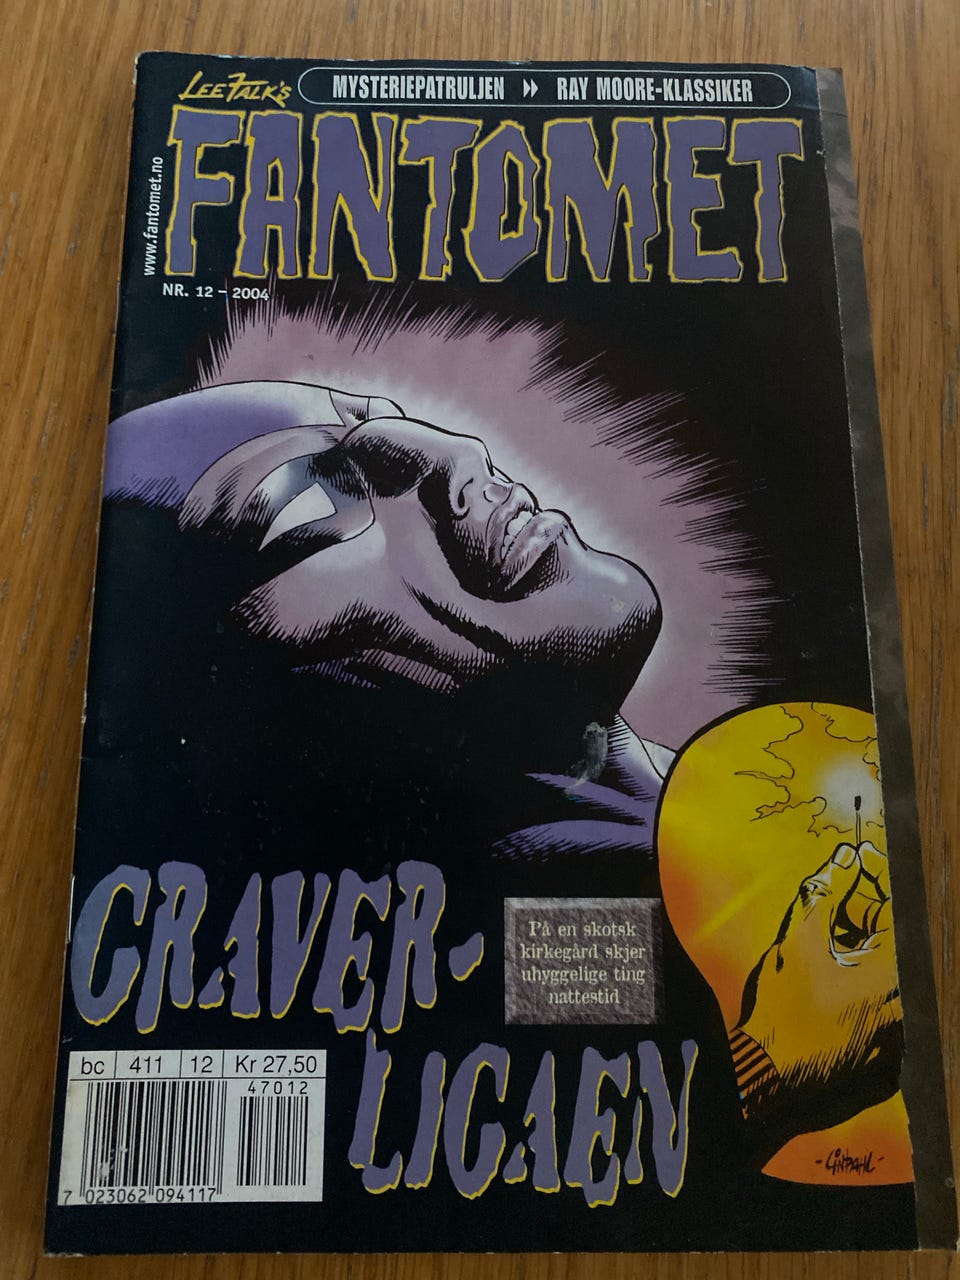 LEE FALK'S
MYSTERIEPATRULJEN » RAY MOORE-KLASSIKER
FANTOMET
www.fantomet.no
NR. 12 - 2004
GRAVER-
LIGAEN
På en skotsk
kirkegård skjer
uhyggelige ting
nattestid
bc 411 12 Kr 27,50
47012
7 023062 094117
-LINDAHL-